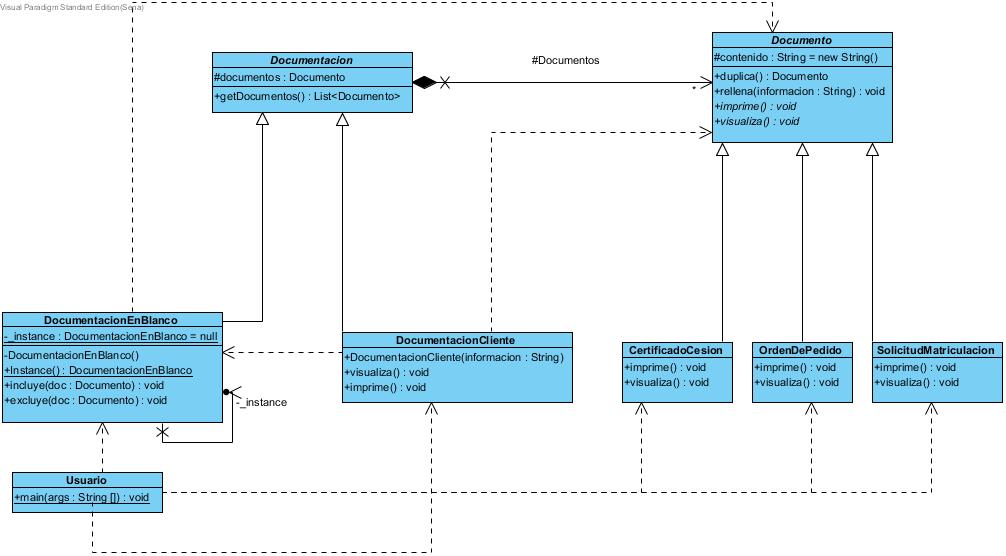 Visual Paradigm Standard Edition(Sena)
Documentacion
#documentos : Documento
+getDocumentos() : List<Documento>
#Documentos
*
Documento
#contenido : String = new String()
+duplica() : Documento
+rellena(informacion : String) : void
+imprime() : void
+visualiza() : void
DocumentacionEnBlanco
-_instance : DocumentacionEnBlanco = null
-DocumentacionEnBlanco()
+Instance() : DocumentacionEnBlanco
+incluye(doc : Documento) : void
+excluye(doc : Documento) : void
-_instance
DocumentacionCliente
+DocumentacionCliente(informacion : String)
+visualiza() : void
+imprime() : void
CertificadoCesion
+imprime() : void
+visualiza() : void
OrdenDePedido
+imprime() : void
+visualiza() : void
SolicitudMatriculacion
+imprime() : void
+visualiza() : void
Usuario
+main(args : String []) : void